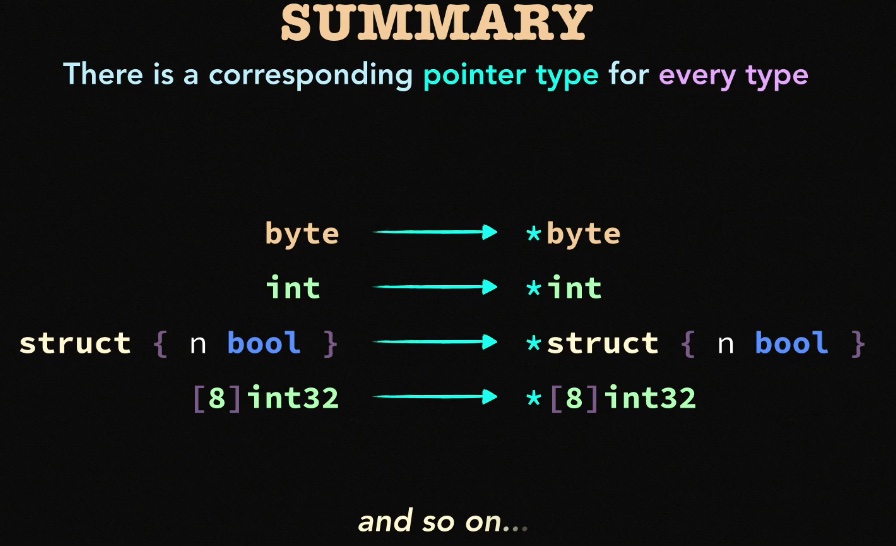 SUMMARY
There is a corresponding pointer type for every type
byte *byte
int *int
struct { n bool } *struct { n bool }
[8]int32 *[8]int32
and so on...